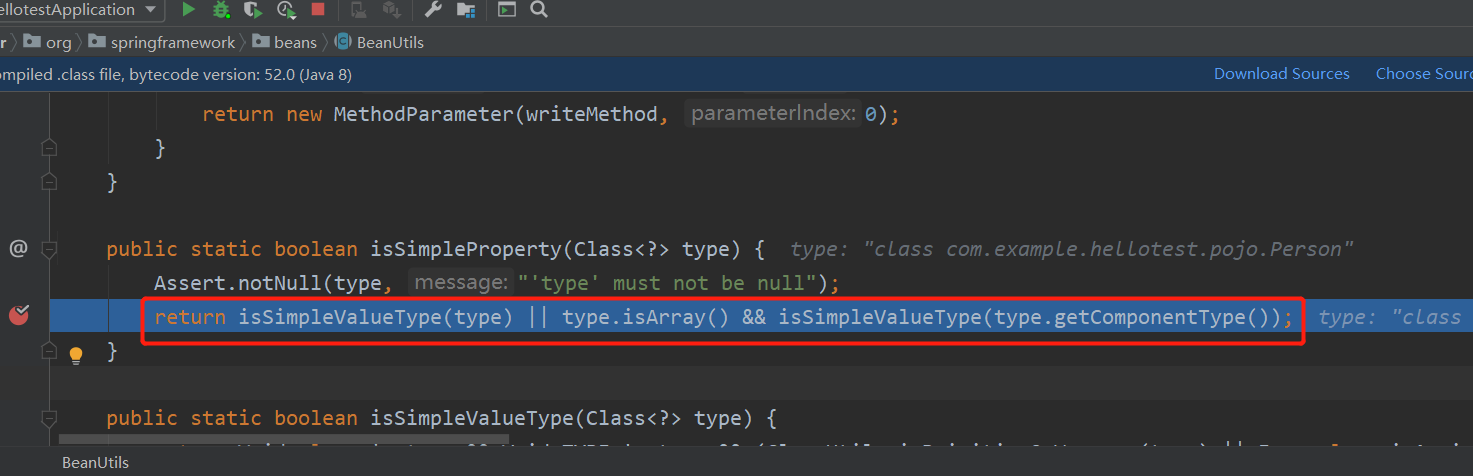 ellotestApplication
r org springframework beans BeanUtils
ompiled .class file, bytecode version: 52.0 (Java 8) Download Sources Choose Sourc
return new MethodParameter(writeMethod, parameterIndex: 0);
}
}
@ public static boolean isSimpleProperty(Class<?> type) { type: "class com.example.hellotest.pojo.Person"
Assert.notNull(type, message: "'type' must not be null");
return isSimpleValueType(type) || type.isArray() && isSimpleValueType(type.getComponentType()); type: "class
}
public static boolean isSimpleValueType(Class<?> type) {
BeanUtils